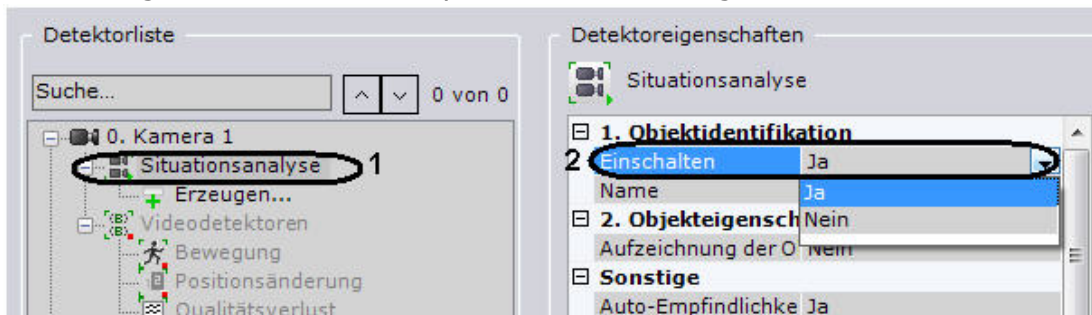 Detektorliste
Suche...
0 von 0
0. Kamera 1
Situationsanalyse
1
Erzeugen...
Videodetektoren
Bewegung
Positionsänderung
Qualitätsverlust
Detektoreigenschaften
Situationsanalyse
1. Objektidentifikation
2 Einschalten Ja
Name Ja
2. Objekteigensch Nein
Aufzeichnung der O Nein
Sonstige
Auto-Empfindlichke Ja